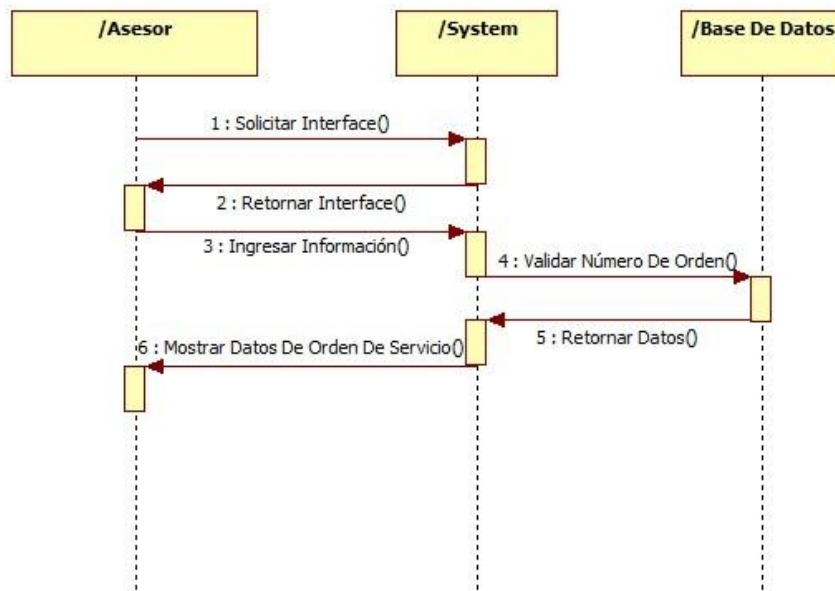 /Asesor
/System
/Base De Datos
1 : Solicitar Interface()
2 : Retornar Interface()
3 : Ingresar Información()
4 : Validar Número De Orden()
5 : Retornar Datos()
6 : Mostrar Datos De Orden De Servicio()